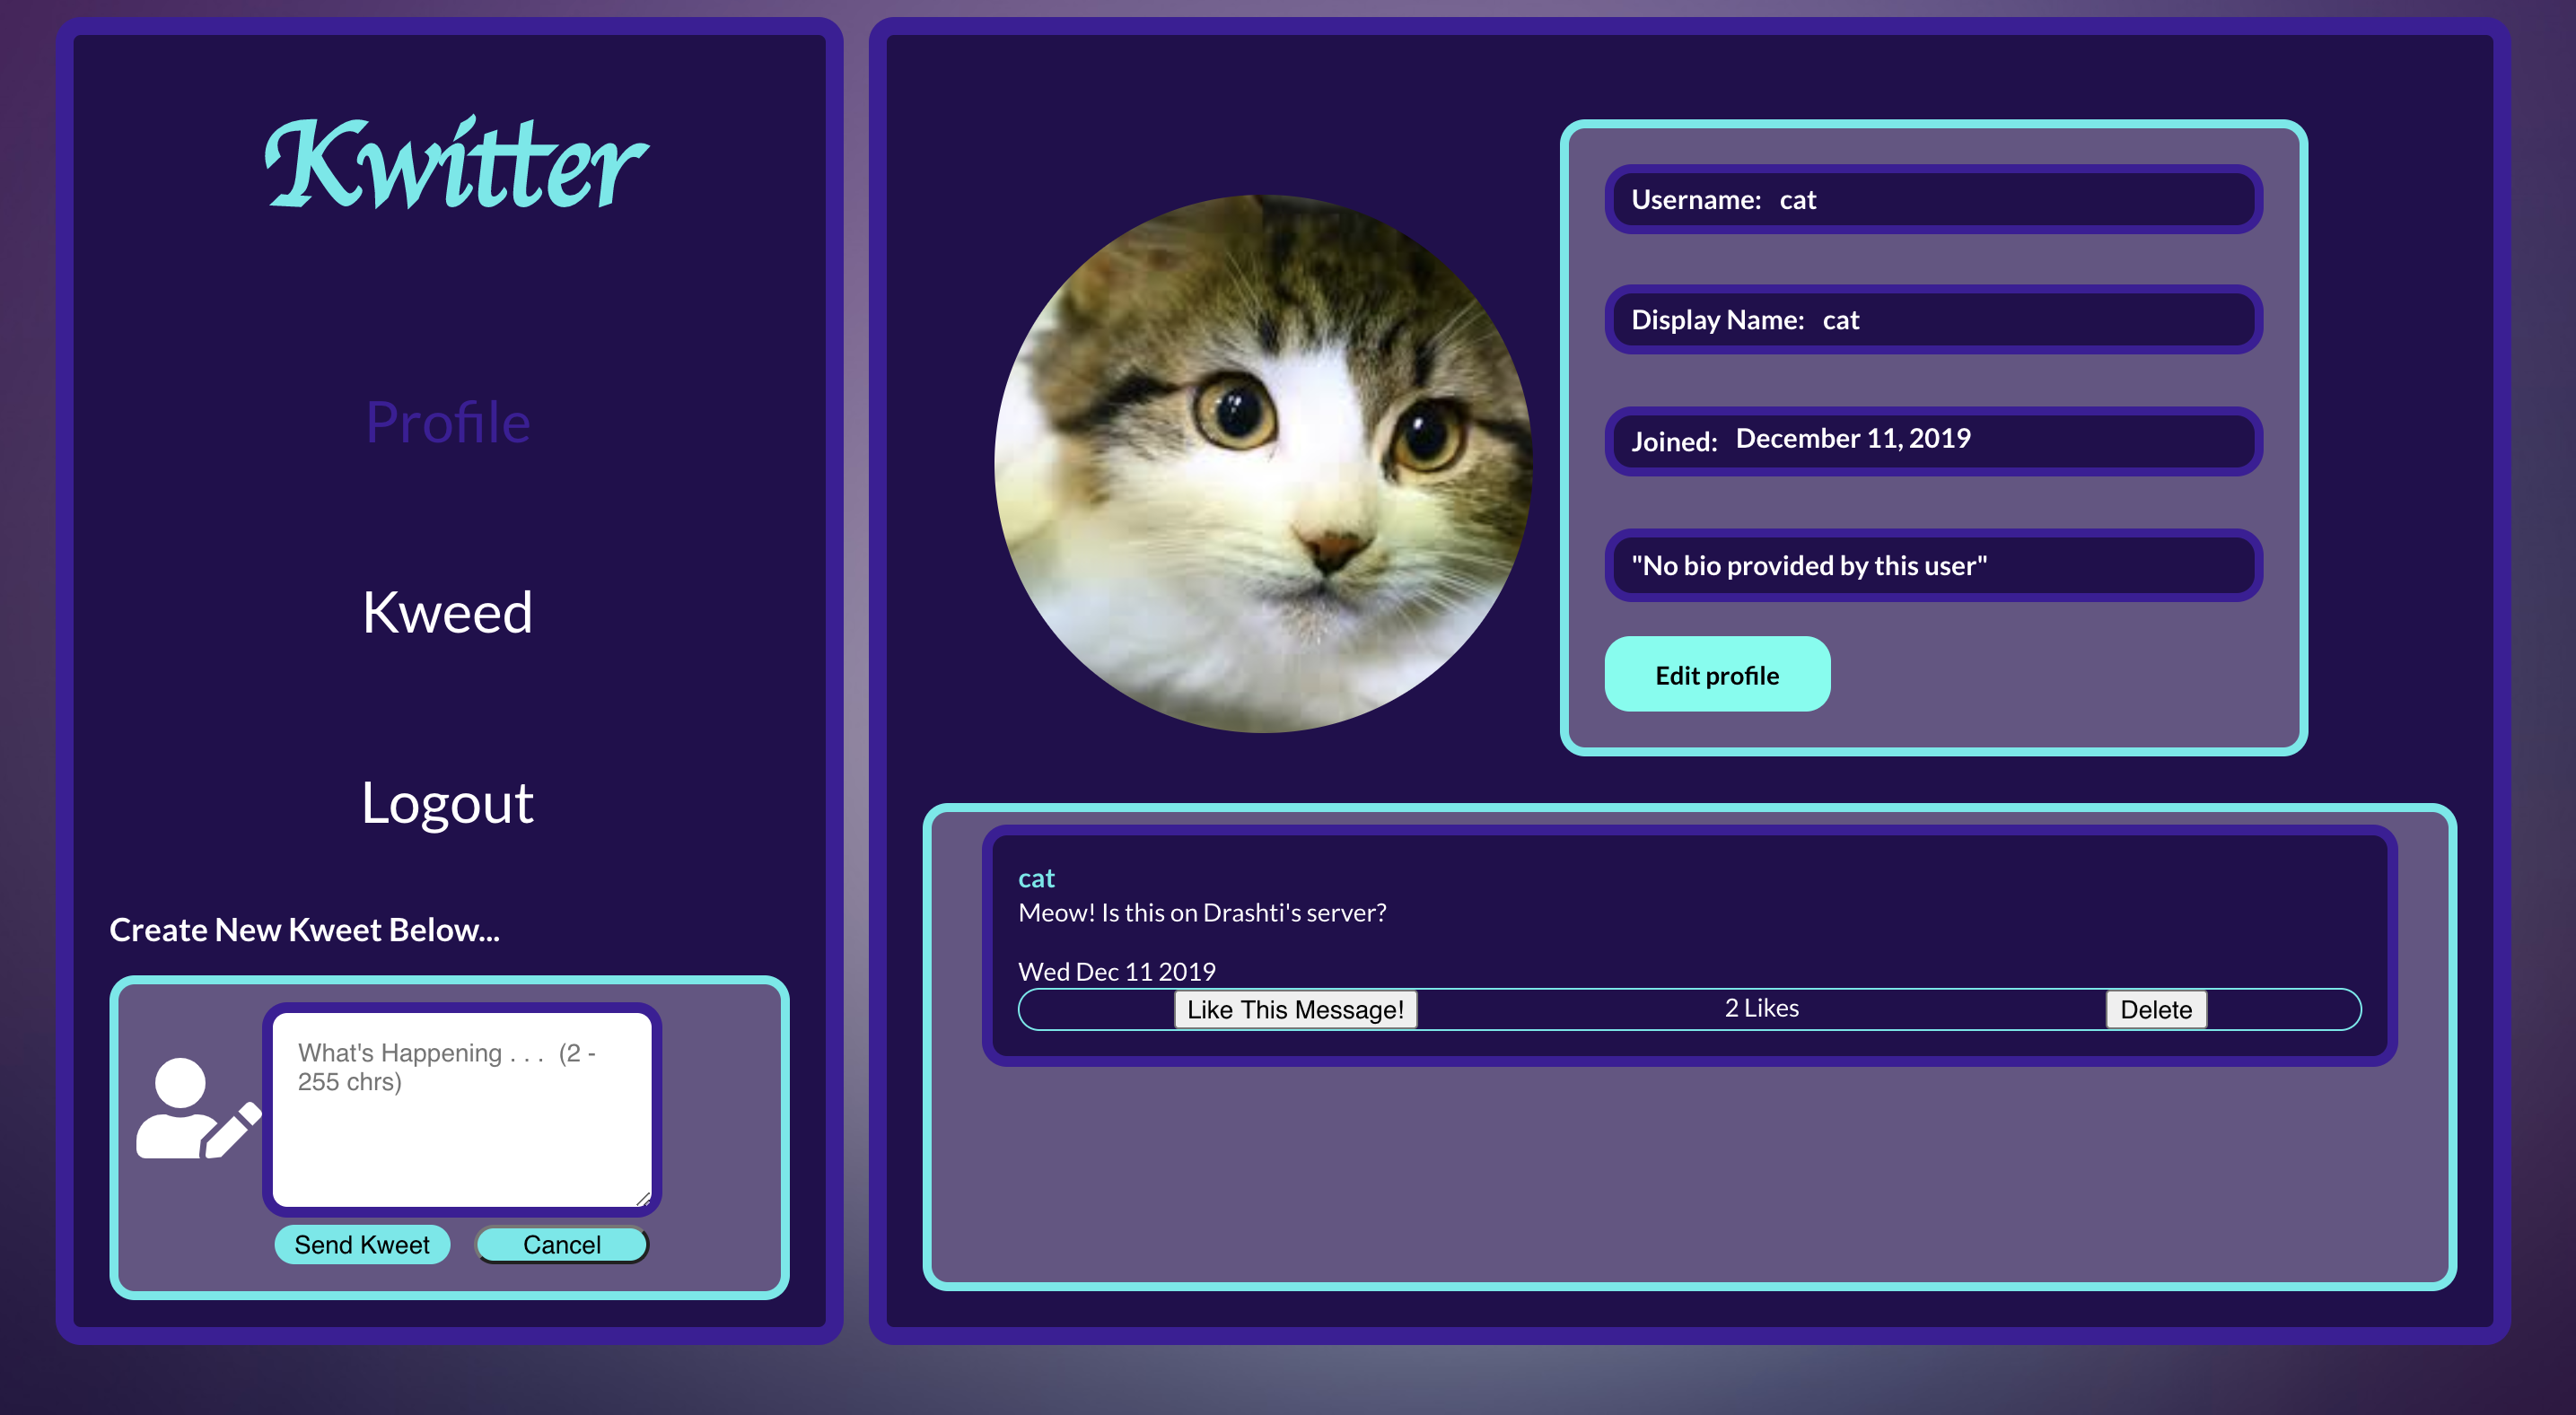 Kwitter
Profile
Kweed
Logout
Create New Kweet Below...
What's Happening . . .  (2 -
255 chrs)
Send Kweet
Cancel
Username: cat
Display Name: cat
Joined: December 11, 2019
"No bio provided by this user"
Edit profile
cat
Meow! Is this on Drashti's server?
Wed Dec 11 2019
Like This Message!
2 Likes
Delete